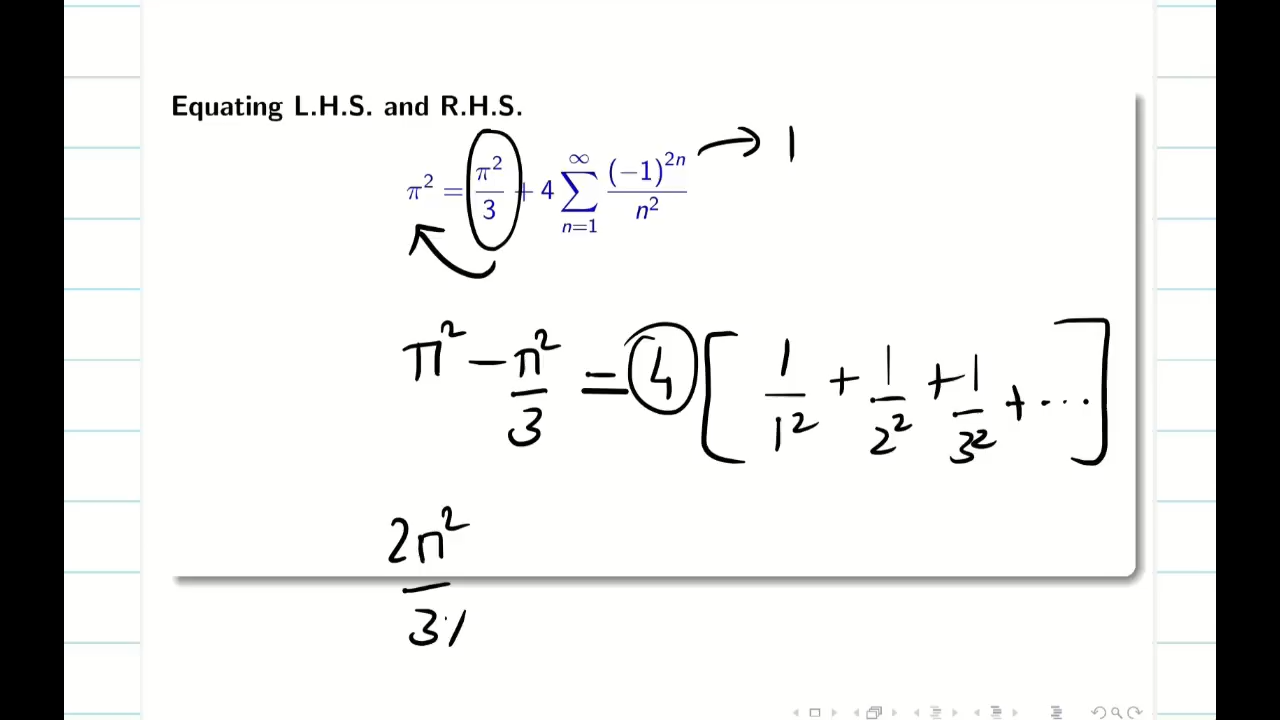 Equating L.H.S. and R.H.S.
π² = π²/3 + 4 ∑_{n=1}^{∞} (−1)^{2n}/n² → 1
π² − π²/3 = 4 [ 1/1² + 1/2² + 1/3² + ··· ]
2π²/3·